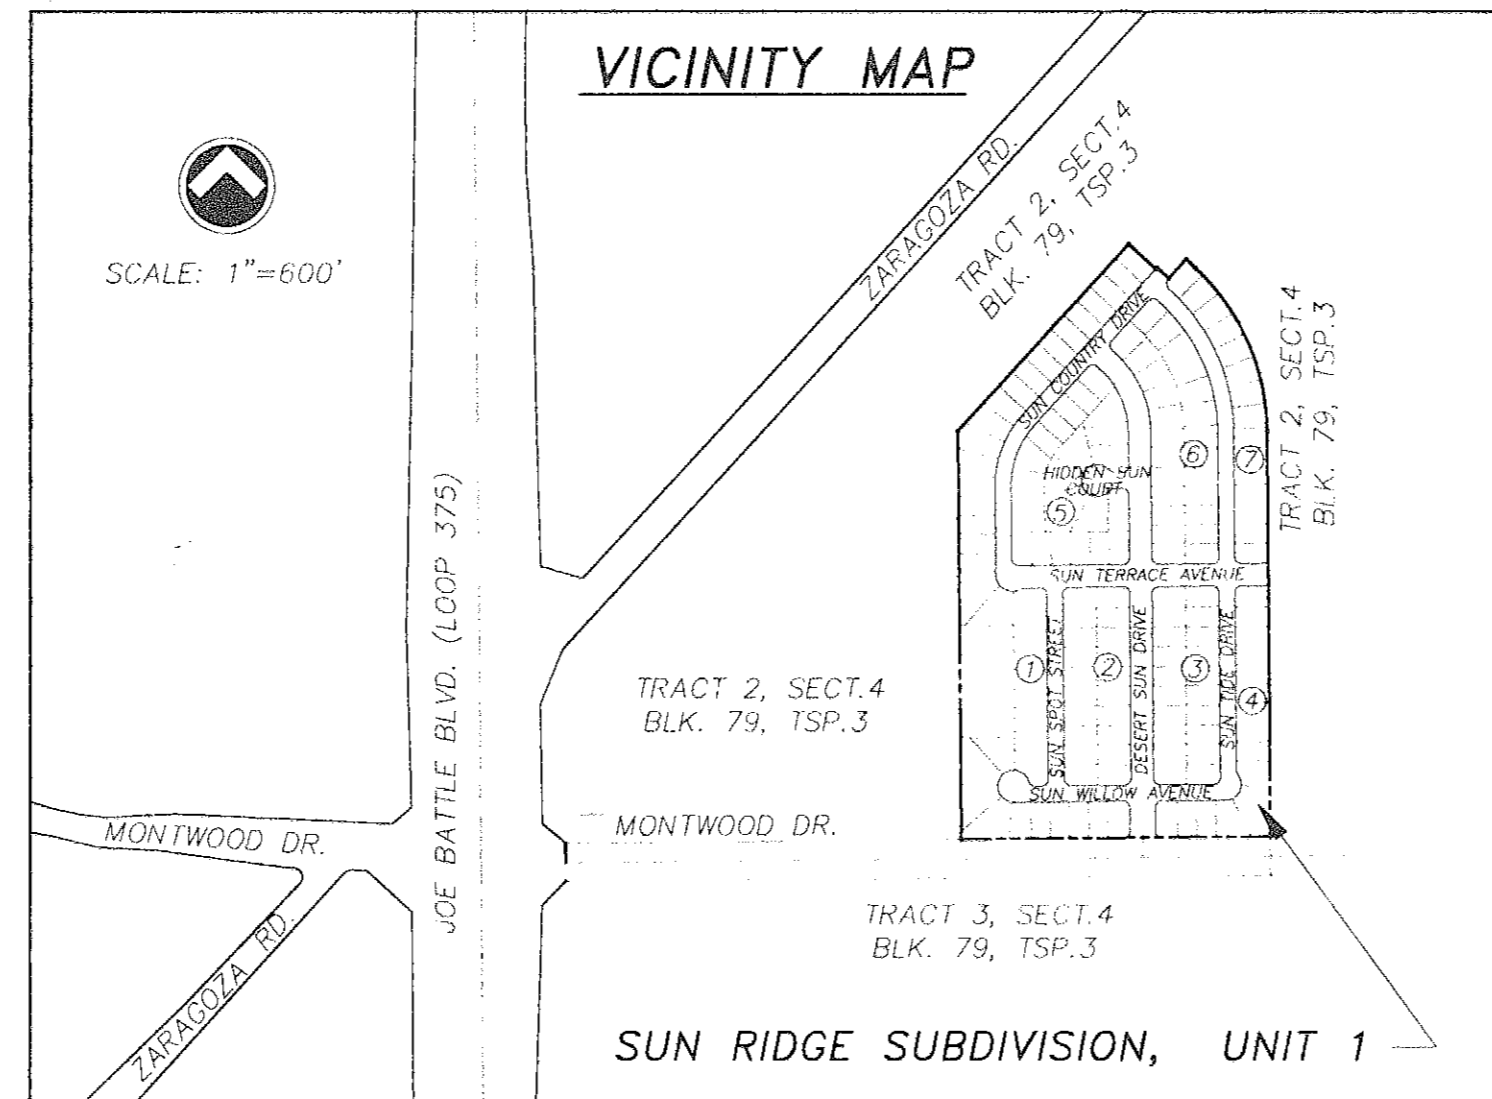 VICINITY MAP
SCALE: 1"=600'
ZARAGOZA RD.
TRACT 2, SECT.4
BLK. 79, TSP.3
TRACT 2, SECT.4
BLK. 79, TSP.3
SUN COUNTRY DRIVE
6
7
HIDDEN SUN
COURT
5
SUN TERRACE AVENUE
JOE BATTLE BLVD. (LOOP 375)
TRACT 2, SECT.4
BLK. 79, TSP.3
1
SUN SPOT STREET
2
DESERT SUN DRIVE
3
SUN TIDE DRIVE
4
SUN WILLOW AVENUE
MONTWOOD DR.
MONTWOOD DR.
TRACT 3, SECT.4
BLK. 79, TSP.3
ZARAGOZA RD.
SUN RIDGE SUBDIVISION, UNIT 1